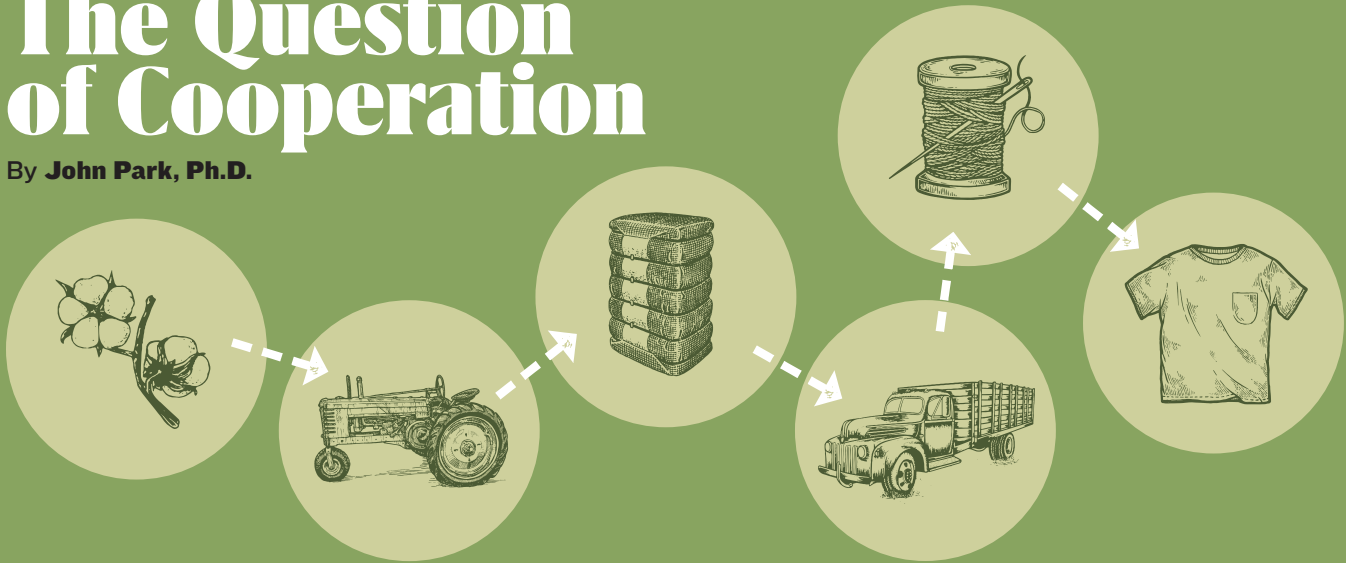 The Question
of Cooperation
By John Park, Ph.D.